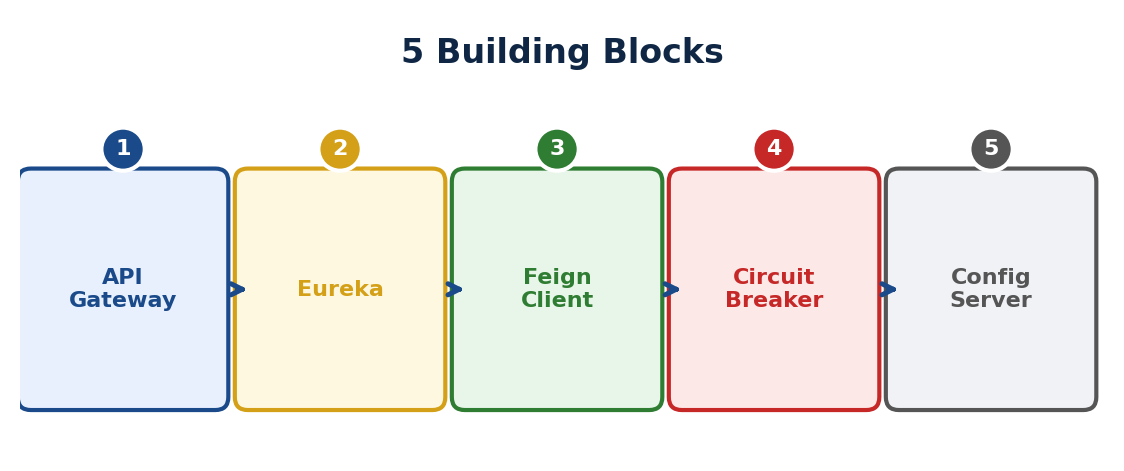 5 Building Blocks
1
2
3
4
5
API
Gateway
Eureka
Feign
Client
Circuit
Breaker
Config
Server